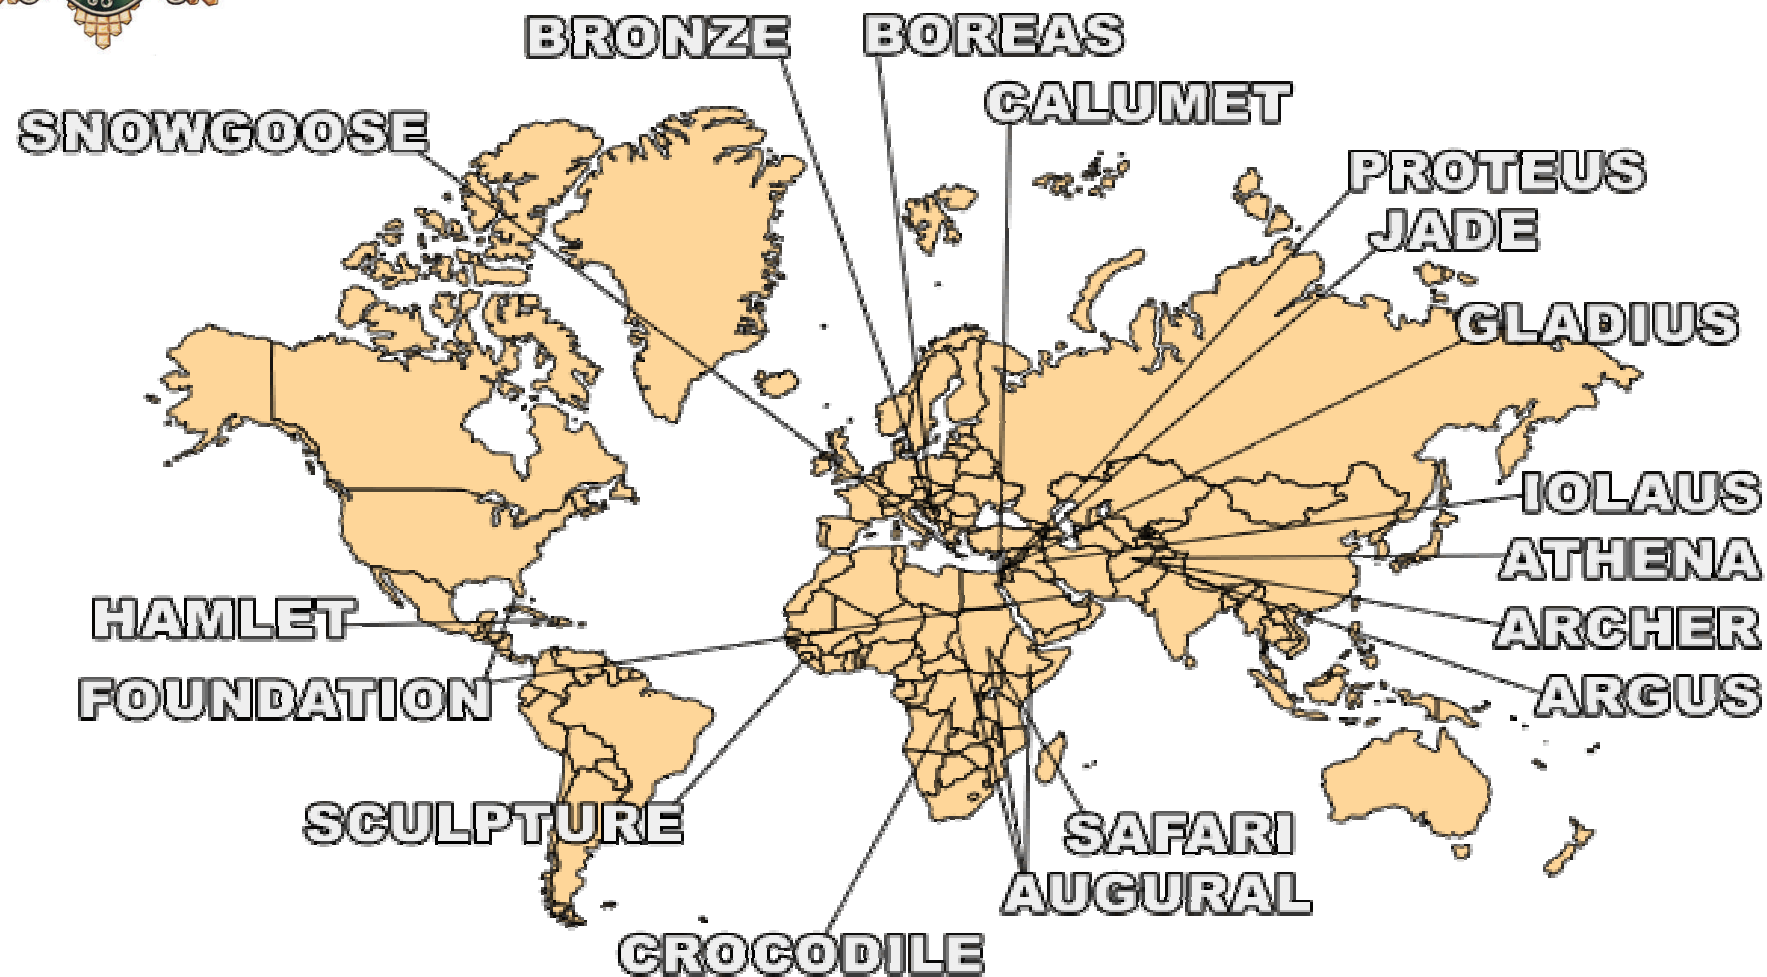 BRONZE
BOREAS
CALUMET
SNOWGOOSE
PROTEUS
JADE
GLADIUS
IOLAUS
ATHENA
HAMLET
ARCHER
FOUNDATION
ARGUS
SCULPTURE
SAFARI
AUGURAL
CROCODILE